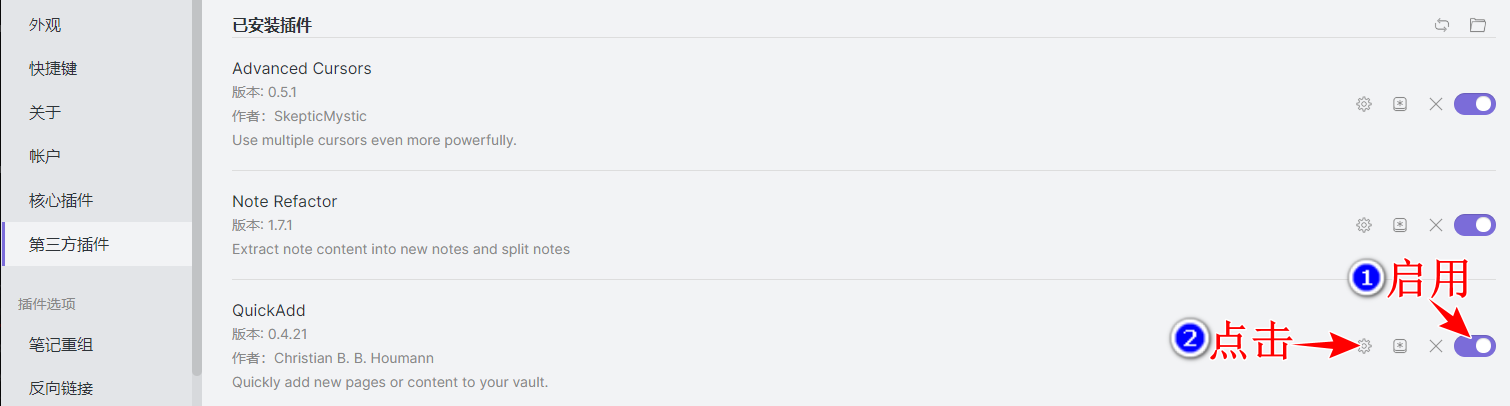 外观
快捷键
关于
帐户
核心插件
第三方插件
插件选项
笔记重组
反向链接
已安装插件
Advanced Cursors
版本: 0.5.1
作者：SkepticMystic
Use multiple cursors even more powerfully.
Note Refactor
版本: 1.7.1
Extract note content into new notes and split notes
QuickAdd
版本: 0.4.21
作者：Christian B. B. Houmann
Quickly add new pages or content to your vault.
1 启用
2 点击